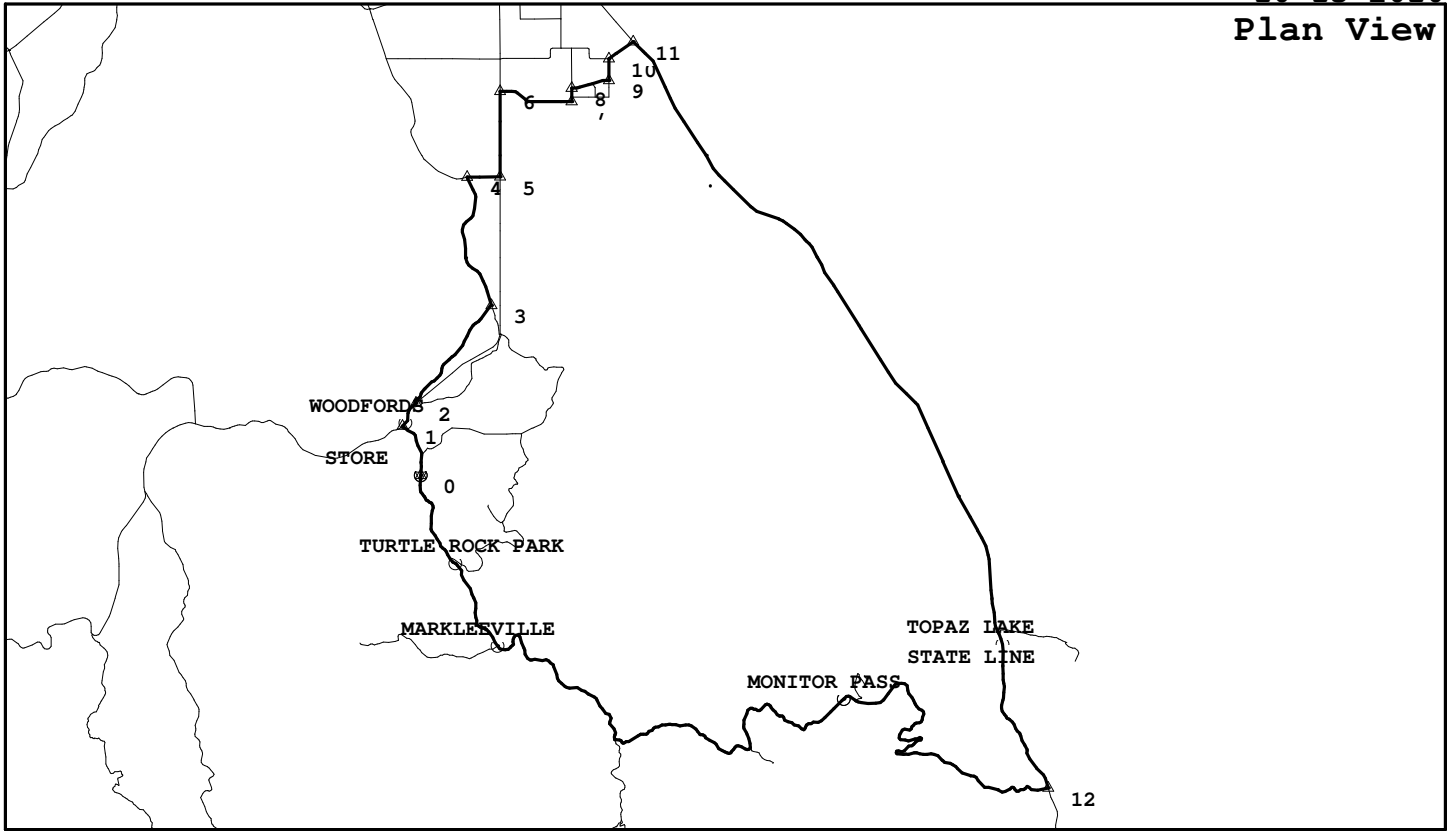 Plan View
11
10
9
6
8
4
5
3
WOODFORDS
2
1
STORE
0
TURTLE ROCK PARK
MARKLEEVILLE
TOPAZ LAKE
STATE LINE
MONITOR PASS
12